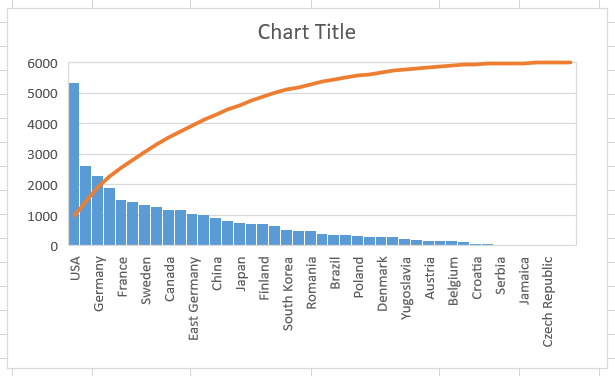 Chart Title
6000
5000
4000
3000
2000
1000
0
USA
Germany
France
Sweden
Canada
East Germany
China
Japan
Finland
South Korea
Romania
Brazil
Poland
Denmark
Yugoslavia
Austria
Belgium
Croatia
Serbia
Jamaica
Czech Republic